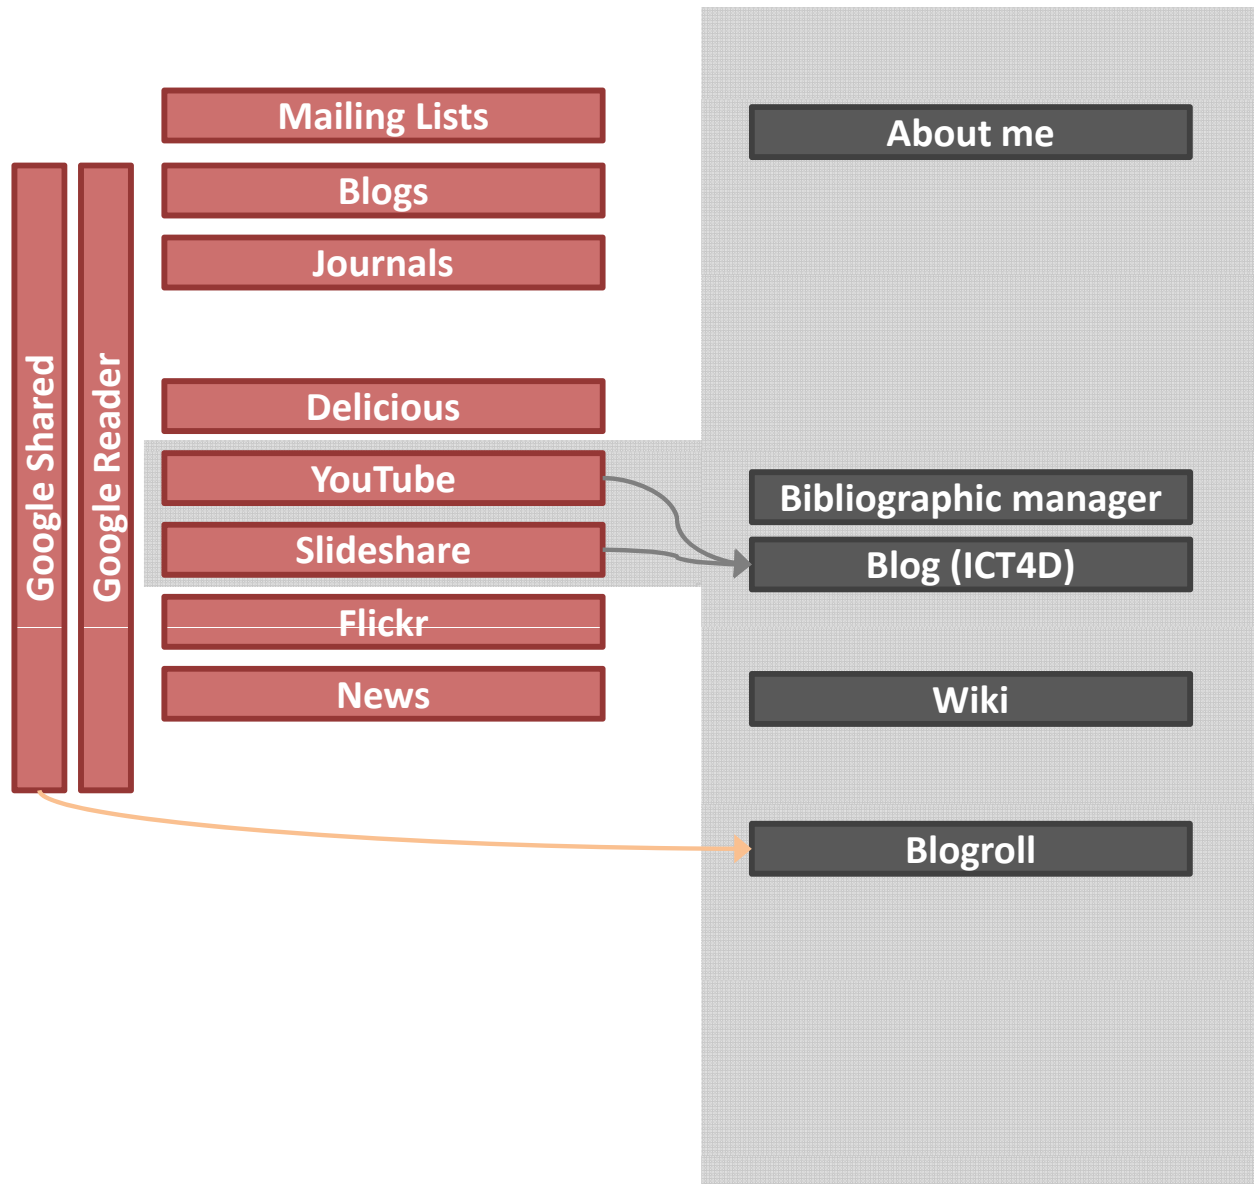 Mailing Lists
About me
Blogs
Journals
Google Shared
Google Reader
Delicious
YouTube
Bibliographic manager
Slideshare
Blog (ICT4D)
Flickr
News
Wiki
Blogroll